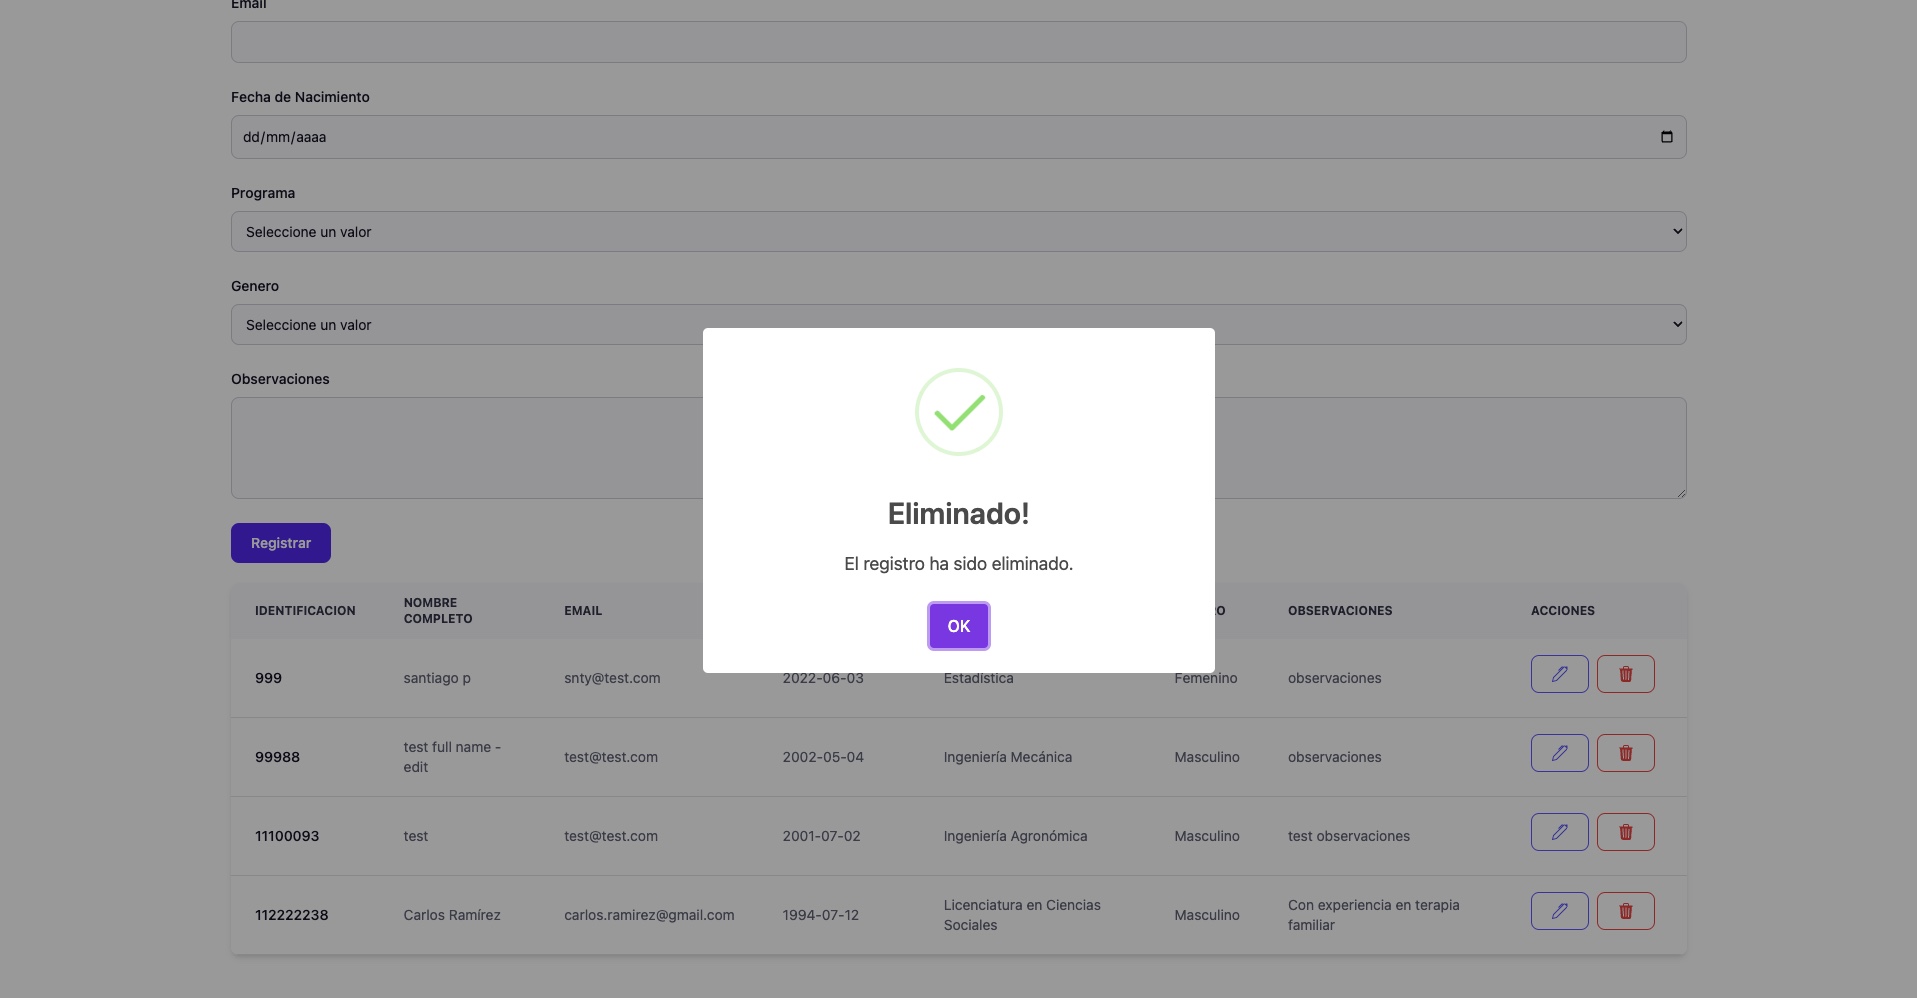 Email
Fecha de Nacimiento
dd/mm/aaaa
Programa
Seleccione un valor
Genero
Seleccione un valor
Observaciones
Eliminado!
El registro ha sido eliminado.
OK
Registrar
IDENTIFICACION NOMBRE COMPLETO EMAIL OBSERVACIONES ACCIONES
999 santiago p snty@test.com 2022-06-03 Estadística Femenino observaciones
99988 test full name - edit test@test.com 2002-05-04 Ingeniería Mecánica Masculino observaciones
11100093 test test@test.com 2001-07-02 Ingeniería Agronómica Masculino test observaciones
112222238 Carlos Ramírez carlos.ramirez@gmail.com 1994-07-12 Licenciatura en Ciencias Sociales Masculino Con experiencia en terapia familiar